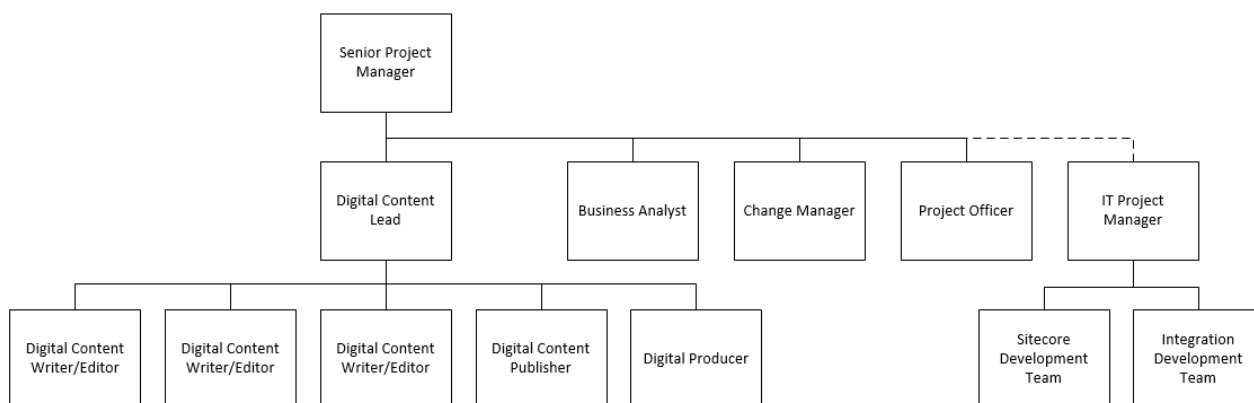 Senior Project
Manager
Digital Content
Lead
Business Analyst
Change Manager
Project Officer
IT Project
Manager
Digital Content
Writer/Editor
Digital Content
Writer/Editor
Digital Content
Writer/Editor
Digital Content
Publisher
Digital Producer
Sitecore
Development
Team
Integration
Development
Team